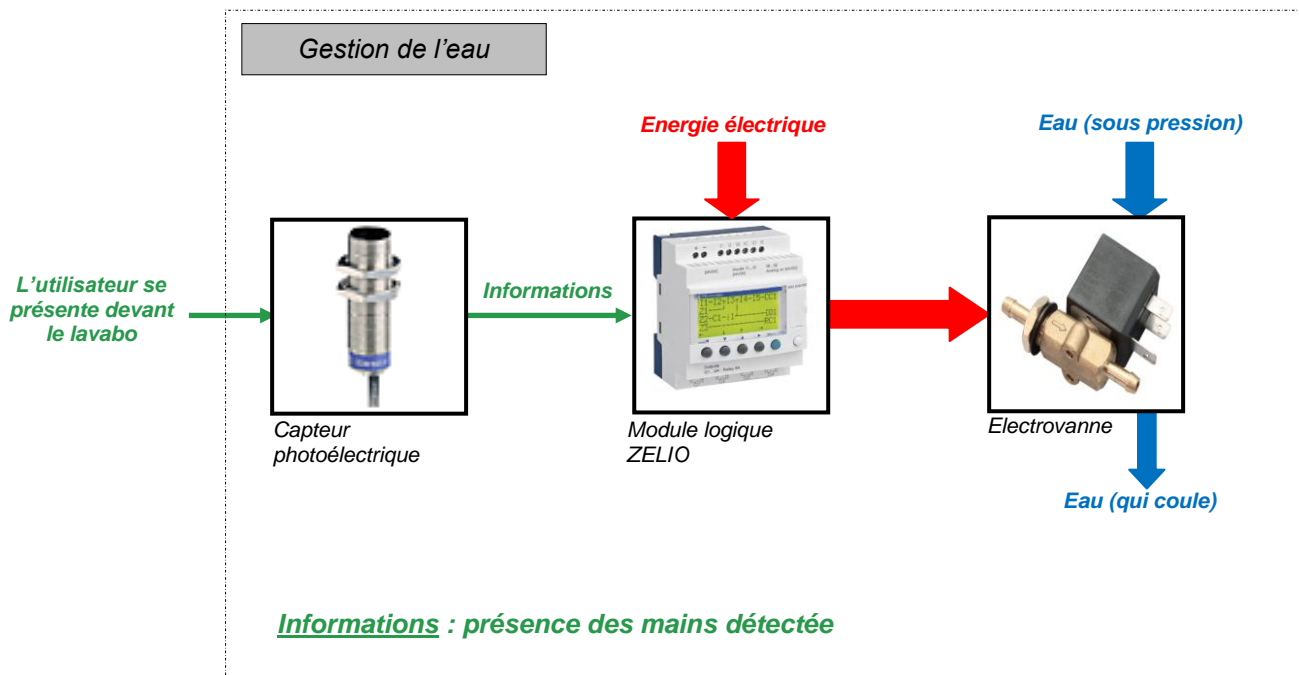 Gestion de l'eau
Energie électrique
Eau (sous pression)
L'utilisateur se
présente devant
le lavabo
Informations
Capteur
photoélectrique
Module logique
ZELIO
Electrovanne
Eau (qui coule)
Informations : présence des mains détectée